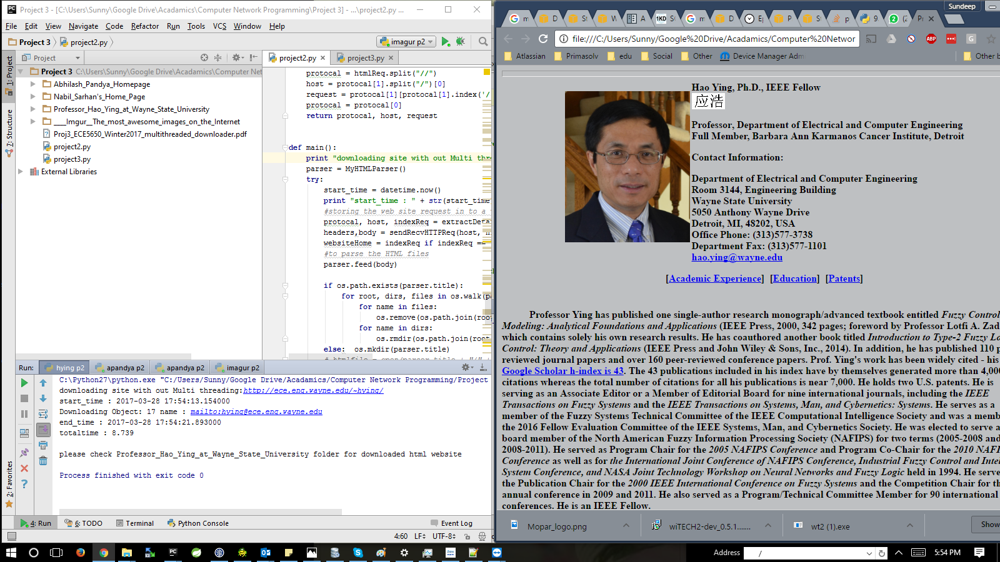 Project 3 - [C:\Users\Sunny\Google Drive\Acadamics\Computer Network Programming\Project 3] - ...\project2.py ...
File Edit View Navigate Code Refactor Run Tools VCS Window Help
Project 3 project2.py
imagur p2
Project
project2.py
project3.py
1: Project
7: Structure
2: Favorites
Project 3 C:\Users\Sunny\Google Drive\Acadamics\Computer Net
Abhilash_Pandya_Homepage
Nabil_Sarhan's_Home_Page
Professor_Hao_Ying_at_Wayne_State_University
___Imgur__The_most_awesome_images_on_the_Internet
Proj3_ECE5650_Winter2017_multithreaded_downloader.pdf
project2.py
project3.py
External Libraries
protocal = htmlReq.split("//")
host = protocal[1].split("/")[0]
request = protocal[1][protocal[1].index('/
protocal = protocal[0]
return protocal, host, request
def main():
print "downloading site with out Multi thr
parser = MyHTMLParser()
try:
start_time = datetime.now()
print "start_time : " + str(start_time
#storing the web site request in to a
protocal, host, indexReq = extractDeta
headers,body = sendRecvHTTPReq(host,
websiteHome = indexReq if indexReq ==
#to parse the HTML files
parser.feed(body)
if os.path.exists(parser.title):
for root, dirs, files in os.walk(pa
for name in files:
os.remove(os.path.join(roo
for name in dirs:
os.rmdir(os.path.join(root
else: os.mkdir(parser.title)
Run: hying p2 apandya p2 apandya p2 imagur p2
C:\Python27\python.exe "C:/Users/Sunny/Google Drive/Acadamics/Computer Network Programming/Project
downloading site with out Multi threading:http://ece.eng.wayne.edu/~hying/
start_time : 2017-03-28 17:54:13.154000
Downloading Object: 17 name : mailto:hying@ece.eng.wayne.edu
end_time : 2017-03-28 17:54:21.893000
totaltime : 8.739
please check Professor_Hao_Ying_at_Wayne_State_University folder for downloaded html website
Process finished with exit code 0
4: Run 6: TODO Terminal Python Console Event Log
4:60 LF UTF-8
Sundeep
file:///C:/Users/Sunny/Google%20Drive/Acadamics/Computer%20Networ
ABP
Atlassian Primasolv edu Social Other Device Manager Adm Other b
Hao Ying, Ph.D., IEEE Fellow
应浩
Professor, Department of Electrical and Computer Engineering
Full Member, Barbara Ann Karmanos Cancer Institute, Detroit
Contact Information:
Department of Electrical and Computer Engineering
Room 3144, Engineering Building
Wayne State University
5050 Anthony Wayne Drive
Detroit, MI, 48202, USA
Office Phone: (313)577-3738
Department Fax: (313)577-1101
hao.ying@wayne.edu
[Academic Experience] [Education] [Patents]
Professor Ying has published one single-author research monograph/advanced textbook entitled Fuzzy Control
Modeling: Analytical Foundations and Applications (IEEE Press, 2000, 342 pages; foreword by Professor Lotfi A. Zad
which contains solely his own research results. He has coauthored another book titled Introduction to Type-2 Fuzzy Lo
Control: Theory and Applications (IEEE Press and John Wiley & Sons, Inc., 2014). In addition, he has published 110 p
reviewed journal papers and over 160 peer-reviewed conference papers. Prof. Ying's work has been widely cited - his
Google Scholar h-index is 43. The 43 publications included in his index have by themselves generated more than 4,000
citations whereas the total number of citations for all his publications is near 7,000. He holds two U.S. patents. He is
serving as an Associate Editor or a Member of Editorial Board for nine international journals, including the IEEE
Transactions on Fuzzy Systems and the IEEE Transactions on Systems, Man, and Cybernetics: Systems. He serves as a
member of the Fuzzy Systems Technical Committee of the IEEE Computational Intelligence Society and was a memb
the 2016 Fellow Evaluation Committee of the IEEE Systems, Man, and Cybernetics Society. He was elected to serve a
board member of the North American Fuzzy Information Processing Society (NAFIPS) for two terms (2005-2008 and
2008-2011). He served as Program Chair for the 2005 NAFIPS Conference and Program Co-Chair for the 2010 NAFI
Conference as well as for the International Joint Conference of NAFIPS Conference, Industrial Fuzzy Control and Intel
System Conference, and NASA Joint Technology Workshop on Neural Networks and Fuzzy Logic held in 1994. He serve
the Publication Chair for the 2000 IEEE International Conference on Fuzzy Systems and the Competition Chair for th
annual conference in 2009 and 2011. He also served as a Program/Technical Committee Member for 90 international
conferences. He is an IEEE Fellow.
Mopar_logo.png wiTECH2-dev_0.5.1....... wt2 (1).exe Show
Address / 5:54 PM